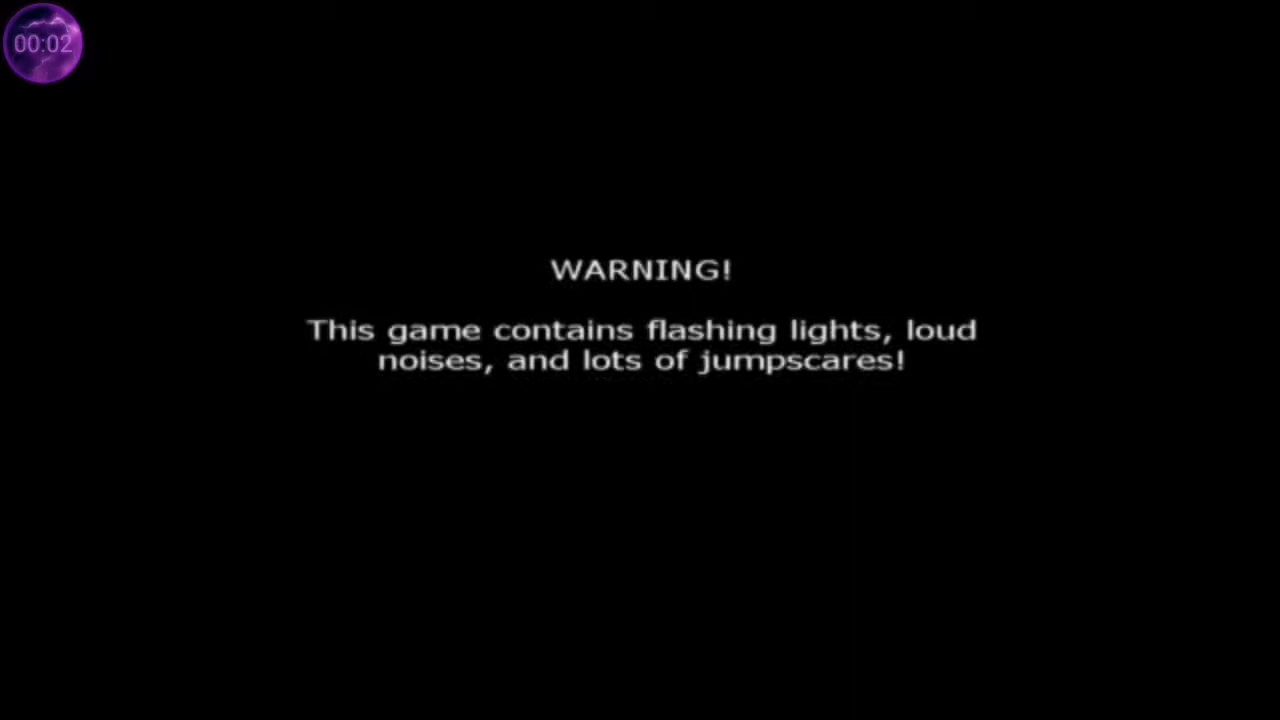 00:02
WARNING!
This game contains flashing lights, loud
noises, and lots of jumpscares!